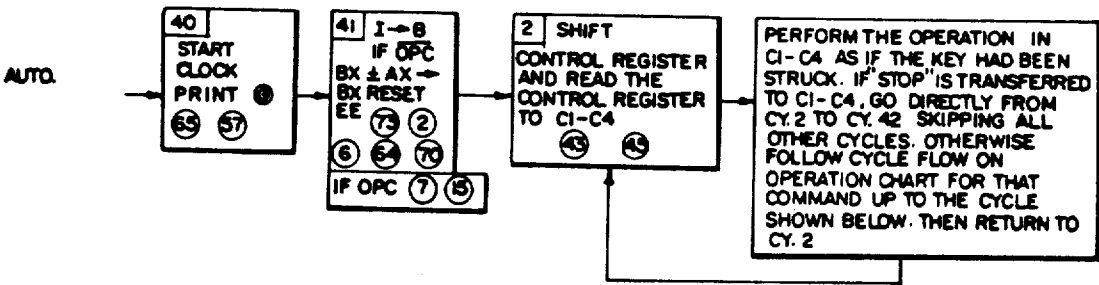 AUTO.
40
START
CLOCK
PRINT
65 57
41 I→B
IF O̅P̅C̅
BX ± AX →
BX RESET
EE 73 2
6 64 70
IF OPC 7 15
2 SHIFT
CONTROL REGISTER
AND READ THE
CONTROL REGISTER
TO C1-C4
43 45
PERFORM THE OPERATION IN
C1-C4 AS IF THE KEY HAD BEEN
STRUCK. IF "STOP" IS TRANSFERRED
TO C1-C4, GO DIRECTLY FROM
CY. 2 TO CY. 42 SKIPPING ALL
OTHER CYCLES. OTHERWISE
FOLLOW CYCLE FLOW ON
OPERATION CHART FOR THAT
COMMAND UP TO THE CYCLE
SHOWN BELOW. THEN RETURN TO
CY. 2